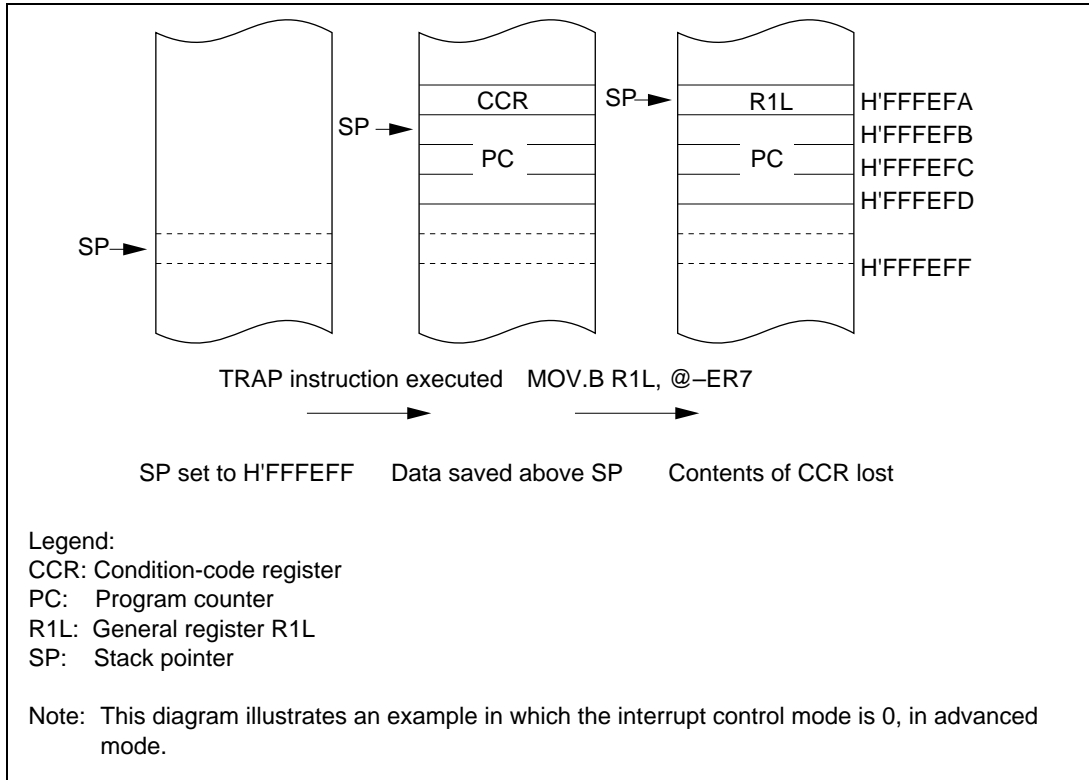 CCR
SP
R1L
H'FFFEFA
SP
H'FFFEFB
PC
PC
H'FFFEFC
H'FFFEFD
SP
H'FFFEFF
TRAP instruction executed
MOV.B R1L, @–ER7
SP set to H'FFFEFF
Data saved above SP
Contents of CCR lost
Legend:
CCR: Condition-code register
PC: Program counter
R1L: General register R1L
SP: Stack pointer
Note: This diagram illustrates an example in which the interrupt control mode is 0, in advanced
mode.